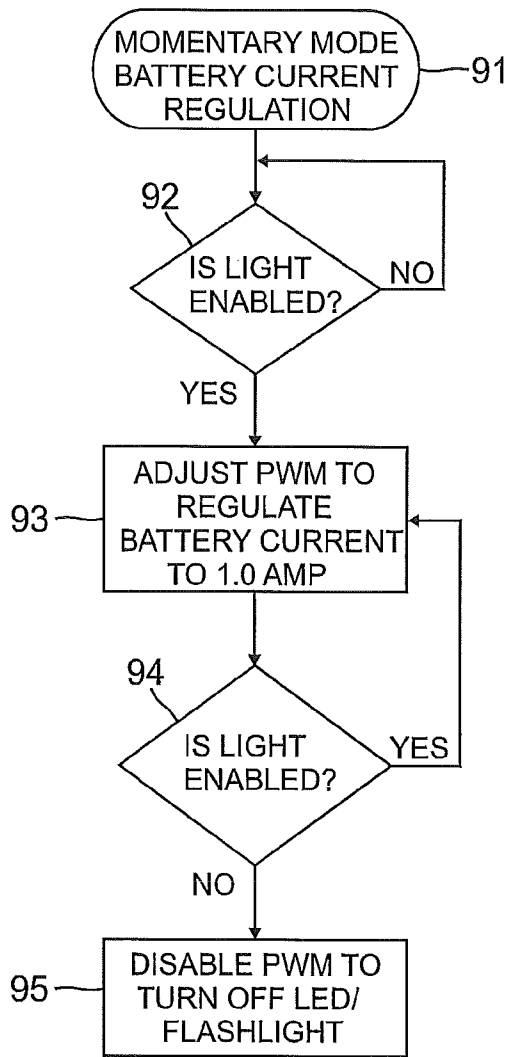 MOMENTARY MODE
BATTERY CURRENT
REGULATION
91
92
IS LIGHT
ENABLED?
NO
YES
93
ADJUST PWM TO
REGULATE
BATTERY CURRENT
TO 1.0 AMP
94
IS LIGHT
ENABLED?
YES
NO
95
DISABLE PWM TO
TURN OFF LED/
FLASHLIGHT